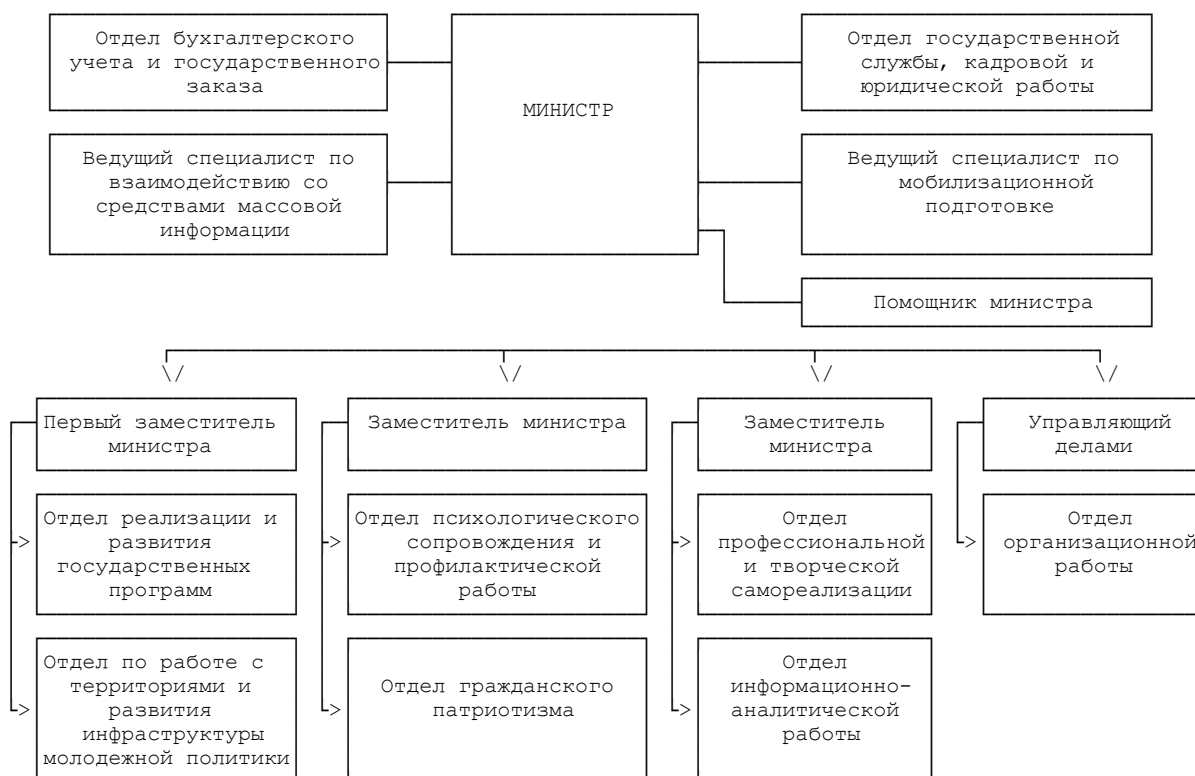 Отдел бухгалтерского
учета и государственного
заказа
МИНИСТР
Отдел государственной
службы, кадровой и
юридической работы
Ведущий специалист по
взаимодействию со
средствами массовой
информации
Ведущий специалист по
мобилизационной
подготовке
Помощник министра
Первый заместитель
министра
Заместитель министра
Заместитель
министра
Управляющий
делами
Отдел реализации и
развития
государственных
программ
Отдел психологического
сопровождения и
профилактической
работы
Отдел
профессиональной
и творческой
самореализации
Отдел
организационной
работы
Отдел по работе с
территориями и
развития
инфраструктуры
молодежной политики
Отдел гражданского
патриотизма
Отдел
информационно-
аналитической
работы